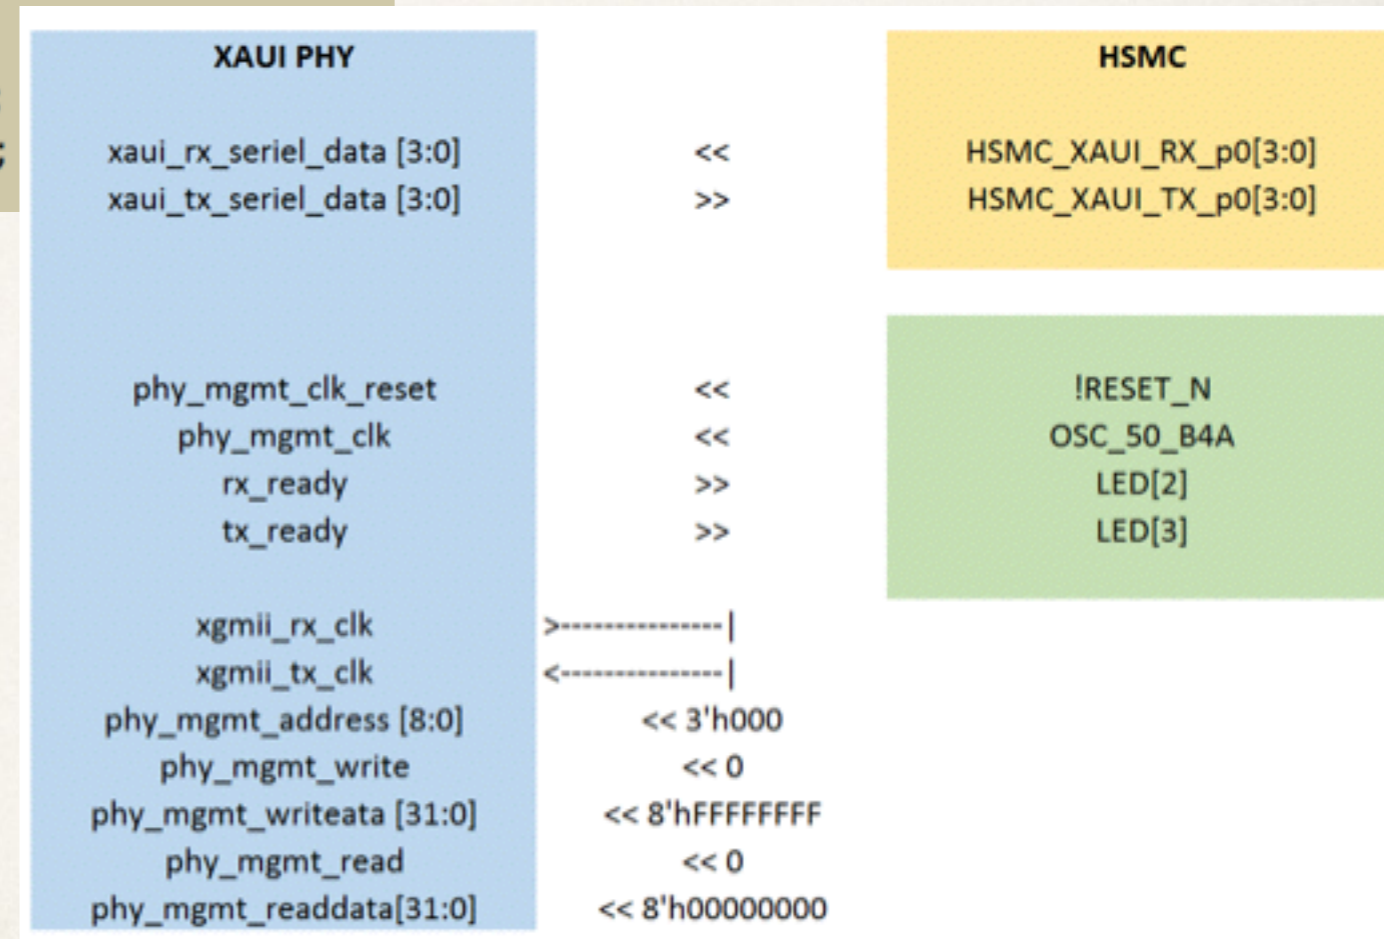 XAUI PHY HSMC
;
xaui_rx_seriel_data [3:0] << HSMC_XAUI_RX_p0[3:0]
xaui_tx_seriel_data [3:0] >> HSMC_XAUI_TX_p0[3:0]
phy_mgmt_clk_reset << !RESET_N
phy_mgmt_clk << OSC_50_B4A
rx_ready >> LED[2]
tx_ready >> LED[3]
xgmii_rx_clk >---------------|
xgmii_tx_clk <---------------|
phy_mgmt_address [8:0] << 3'h000
phy_mgmt_write << 0
phy_mgmt_writeata [31:0] << 8'hFFFFFFFF
phy_mgmt_read << 0
phy_mgmt_readdata[31:0] << 8'h00000000